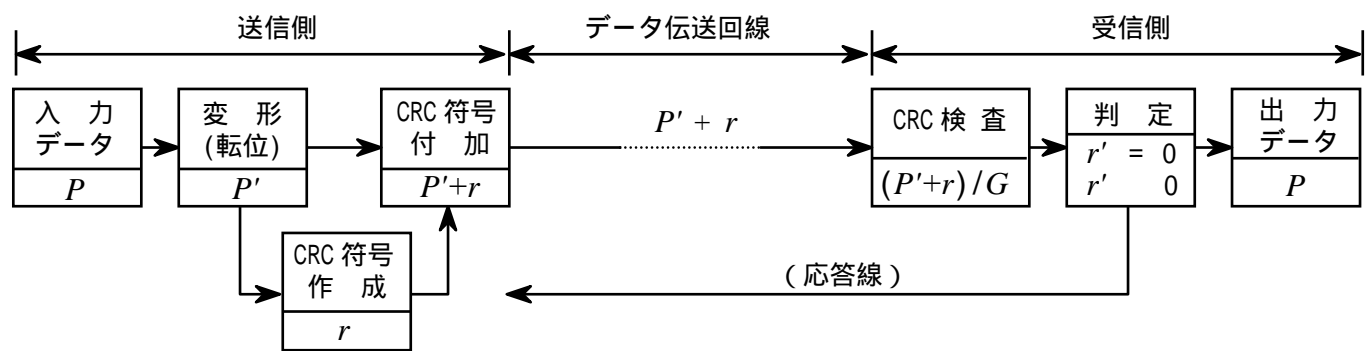 送信側
データ伝送回線
受信側
入 力
データ
P
変 形
(転位)
P'
CRC 符号
付 加
P'+r
P' + r
CRC 検 査
(P'+r)/G
判 定
r' = 0
r'   0
出 力
データ
P
CRC 符号
作 成
r
(応答線)